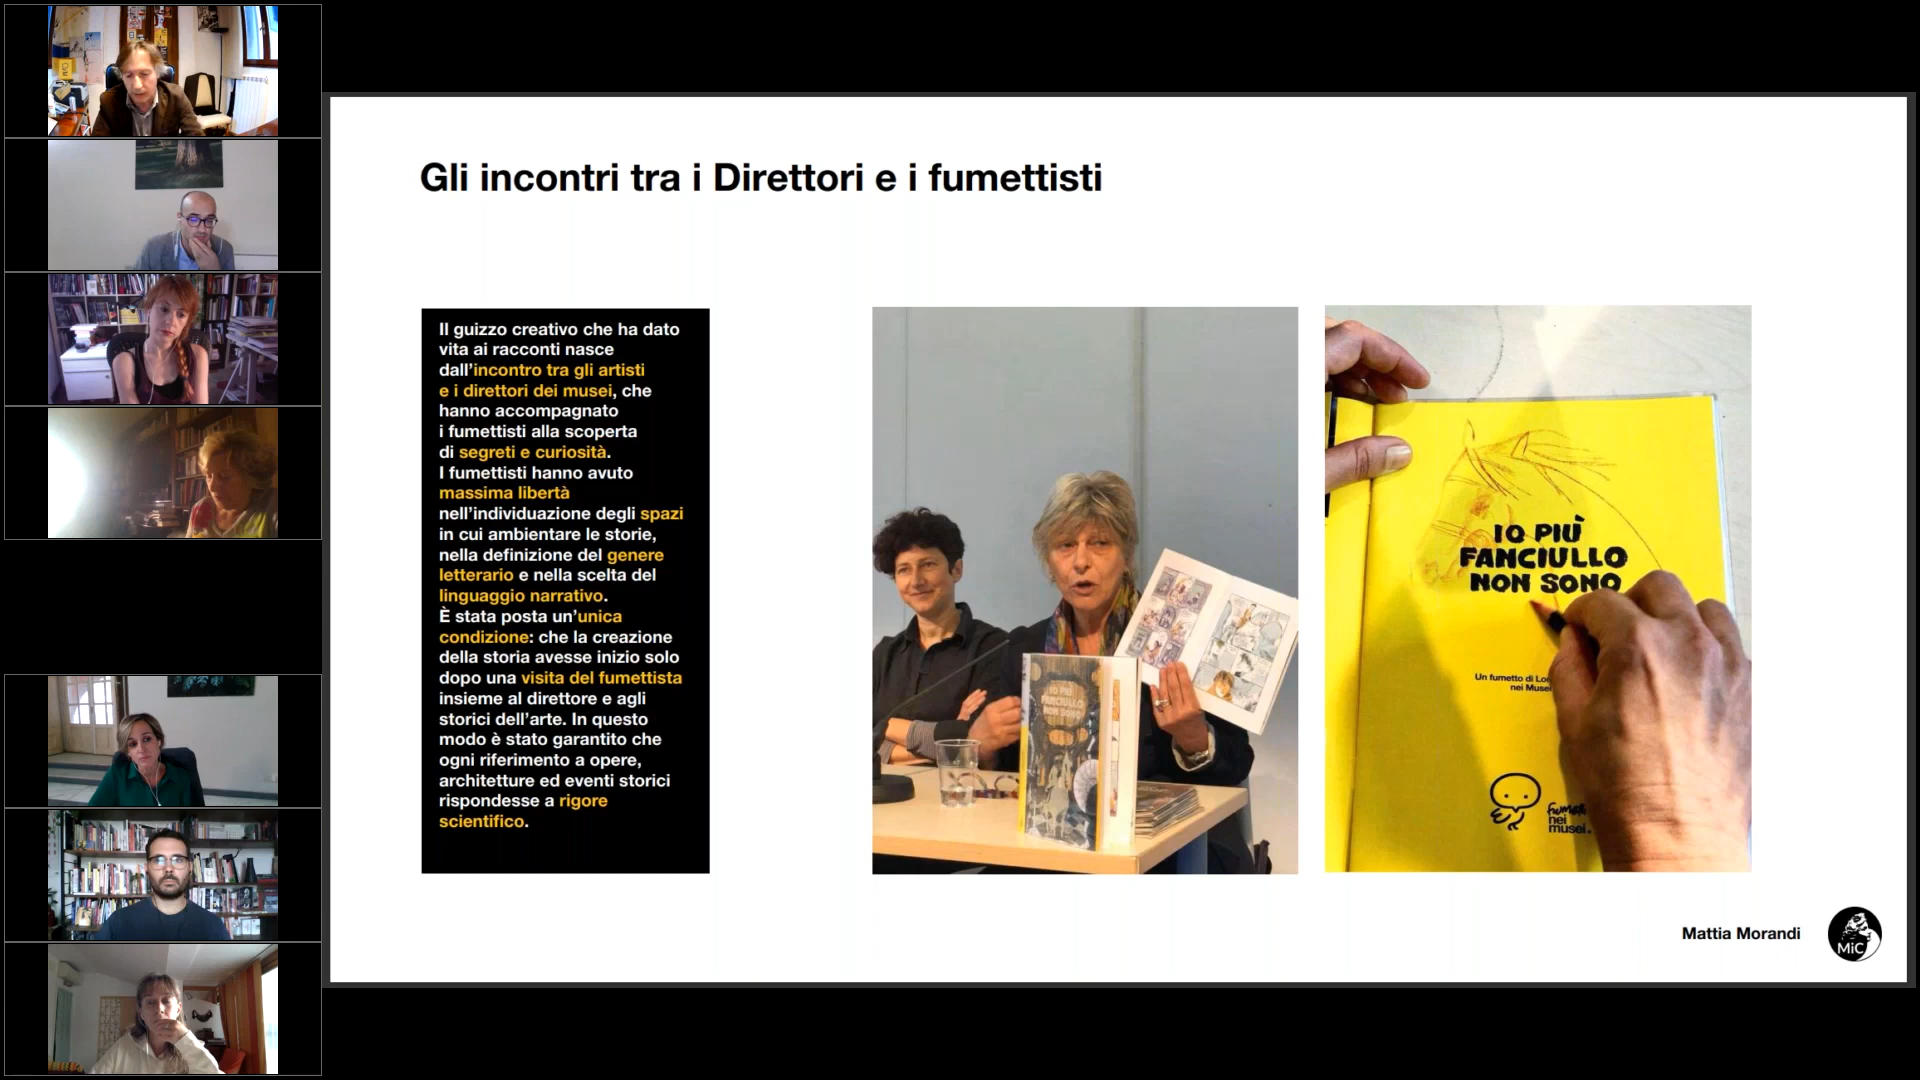 Gli incontri tra i Direttori e i fumettisti
Il guizzo creativo che ha dato
vita ai racconti nasce
dall'incontro tra gli artisti
e i direttori dei musei, che
hanno accompagnato
i fumettisti alla scoperta
di segreti e curiosità.
I fumettisti hanno avuto
massima libertà
nell'individuazione degli spazi
in cui ambientare le storie,
nella definizione del genere
letterario e nella scelta del
linguaggio narrativo.
È stata posta un'unica
condizione: che la creazione
della storia avesse inizio solo
dopo una visita del fumettista
insieme al direttore e agli
storici dell'arte. In questo
modo è stato garantito che
ogni riferimento a opere,
architetture ed eventi storici
rispondesse a rigore
scientifico.
IO PIÙ
FANCIULLO
NON SONO
IO PIÙ
FANCIULLO
NON SONO
Un fumetto di
nei Musei
fumetti
nei
musei.
Mattia Morandi
MiC